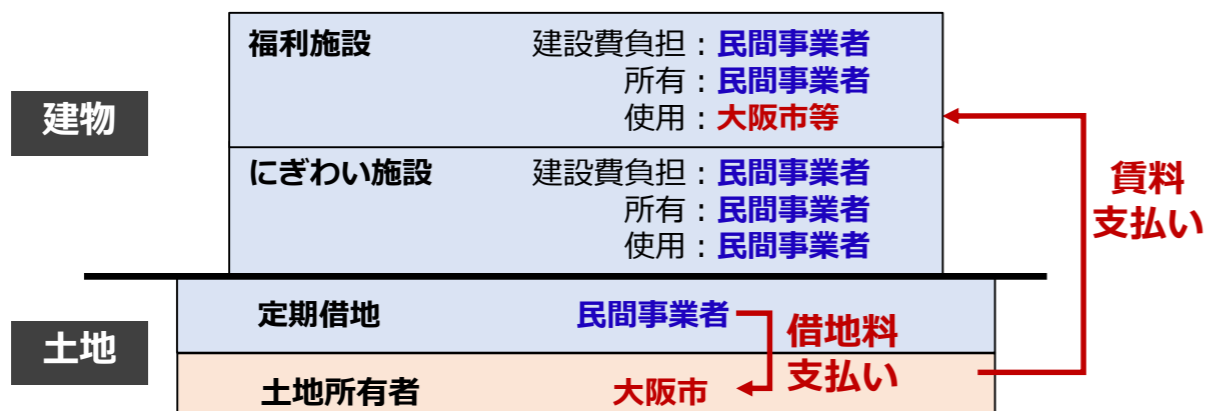 建物
福利施設 建設費負担：民間事業者
所有：民間事業者
使用：大阪市等
にぎわい施設 建設費負担：民間事業者
所有：民間事業者
使用：民間事業者
賃料
支払い
土地
定期借地 民間事業者
借地料
支払い
土地所有者 大阪市